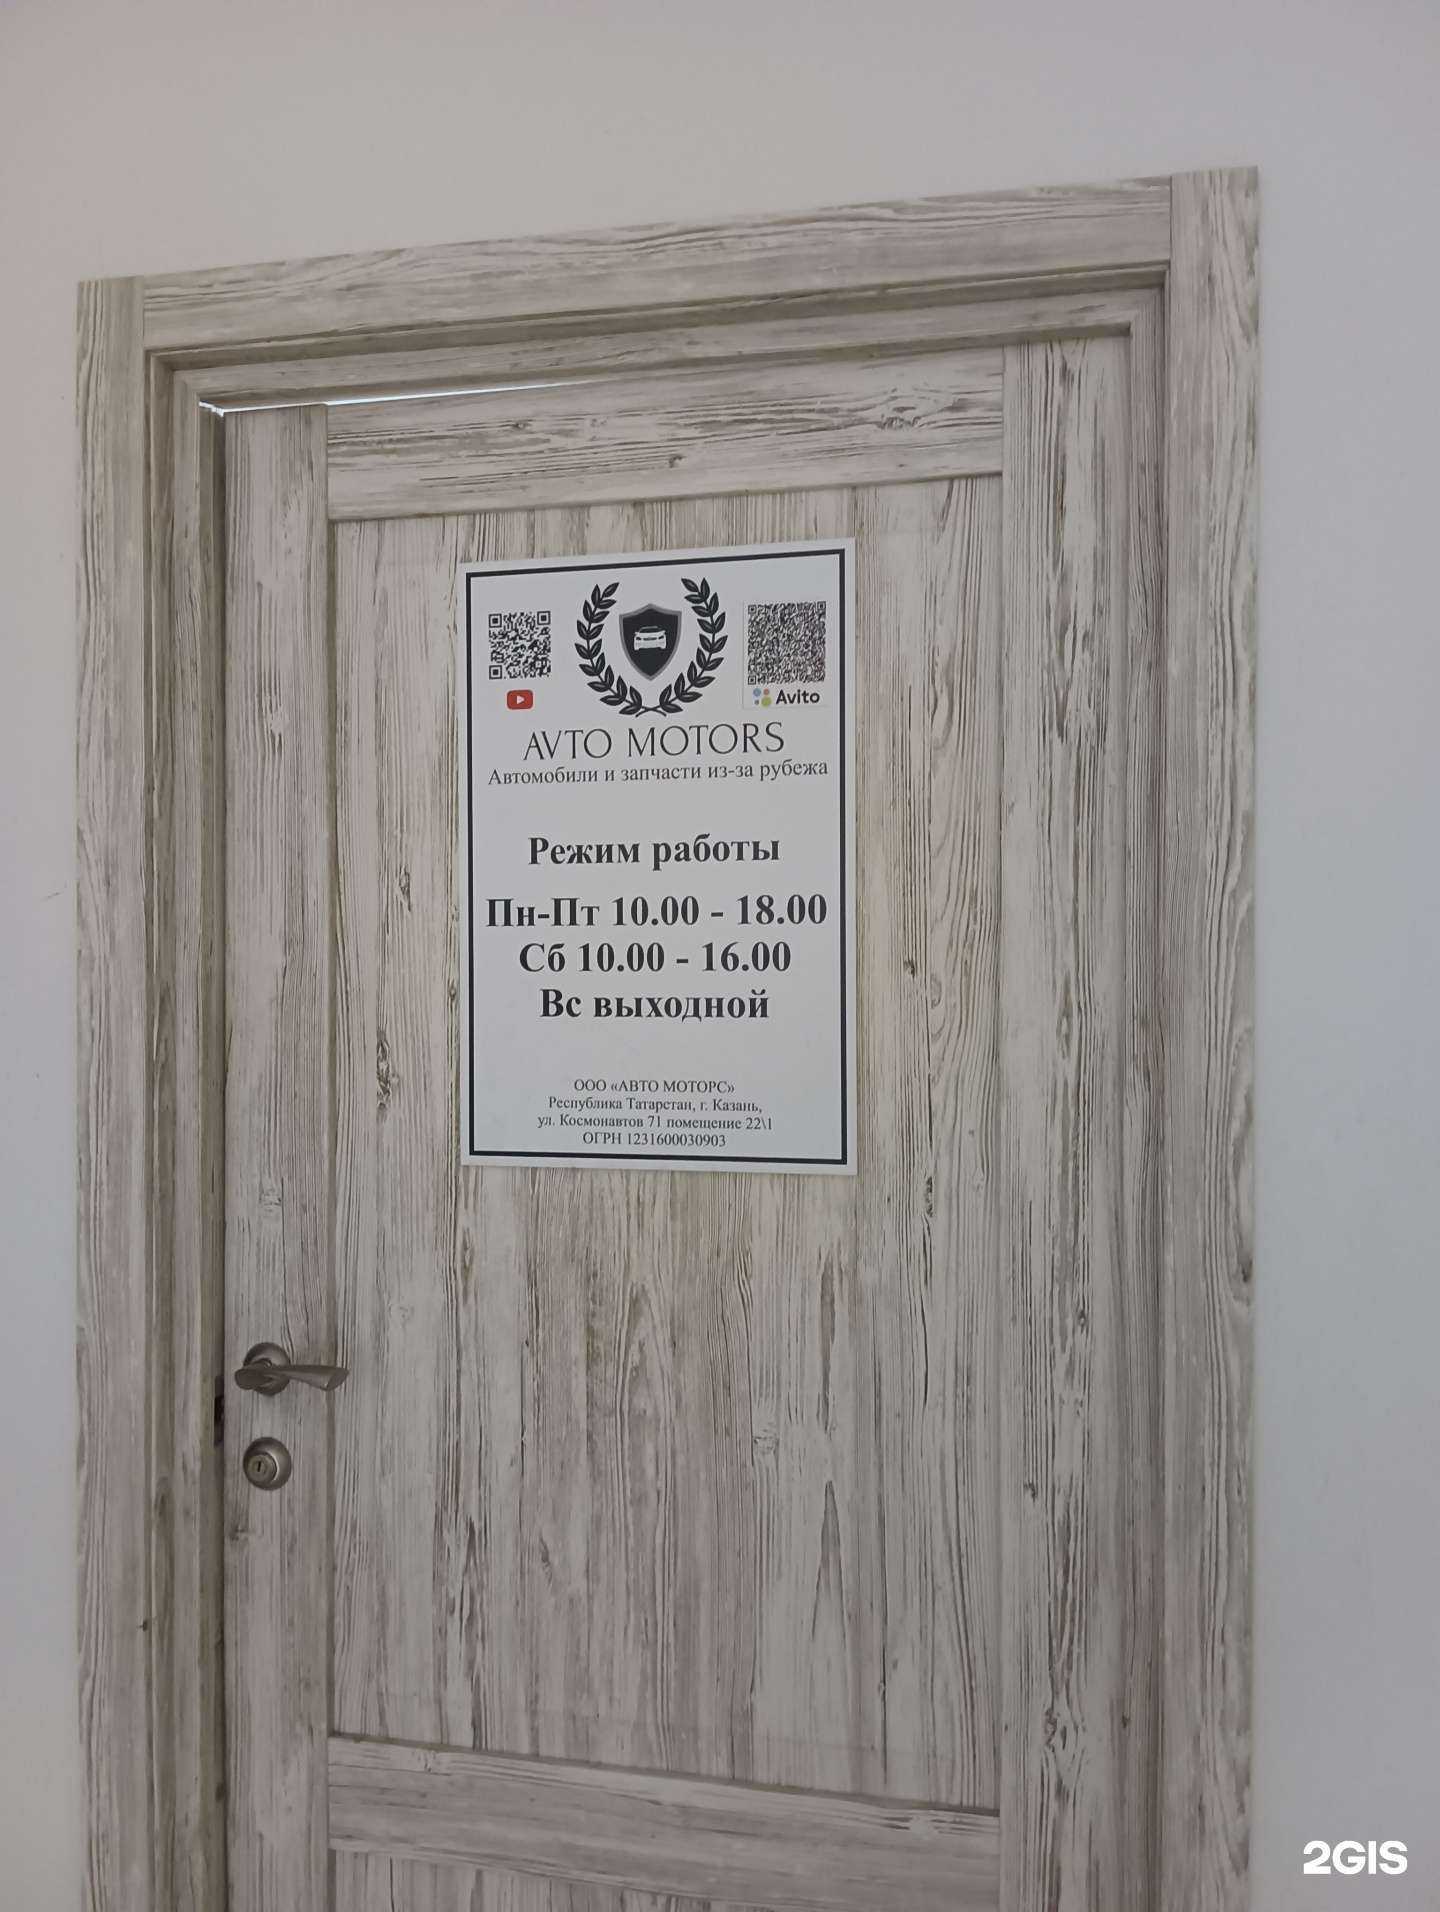 Avito
AVTO MOTORS
Автомобили и запчасти из-за рубежа
Режим работы
Пн-Пт 10.00 - 18.00
Сб 10.00 - 16.00
Вс выходной
ООО «АВТО МОТОРС»
Республика Татарстан, г. Казань,
ул. Космонавтов 71 помещение 22\1
ОГРН 1231600030903
2GIS